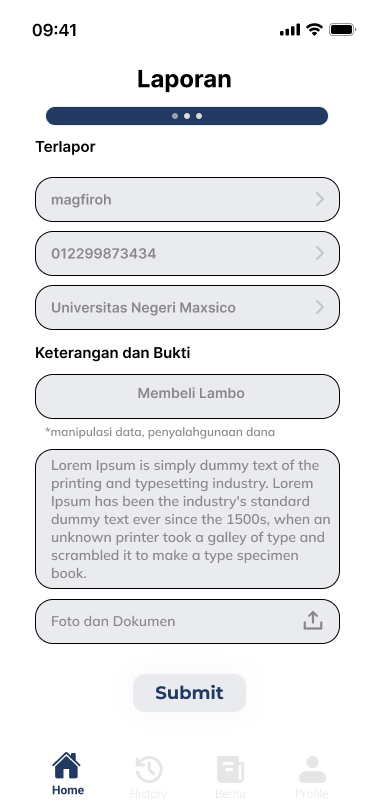 09:41
Laporan
Terlapor
magfiroh
012299873434
Universitas Negeri Maxsico
Keterangan dan Bukti
Membeli Lambo
*manipulasi data, penyalahgunaan dana
Lorem Ipsum is simply dummy text of the
printing and typesetting industry. Lorem
Ipsum has been the industry's standard
dummy text ever since the 1500s, when an
unknown printer took a galley of type and
scrambled it to make a type specimen
book.
Foto dan Dokumen
Submit
Home
History
Berita
Profile